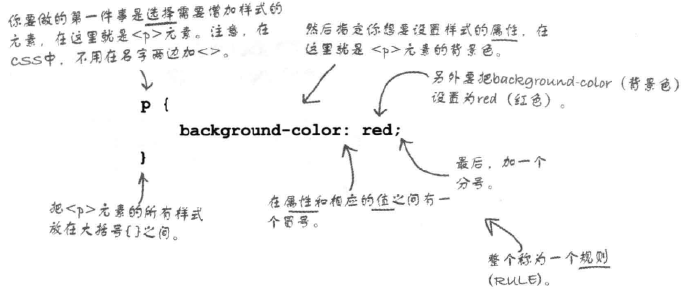 你要做的第一件事是选择需要增加样式的
元素，在这里就是<p>元素。注意，在
CSS中，不用在名字两边加<>。
然后指定你想要设置样式的属性，在
这里就是<p>元素的背景色。
另外要把background-color（背景色）
设置为red（红色）。
p {
background-color: red;
}
最后，加一个
分号。
在属性和相应的值之间有一
个冒号。
把<p>元素的所有样式
放在大括号{}之间。
整个称为一个规则
(RULE)。